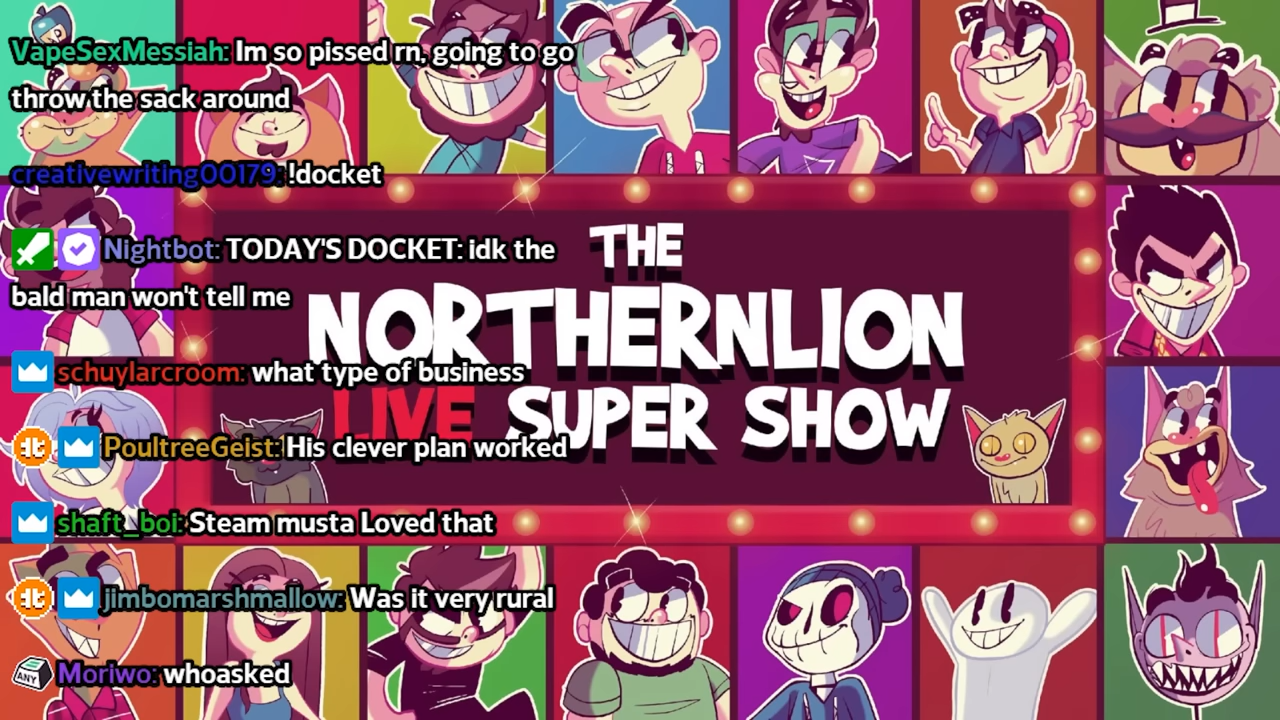 VapeSexMessiah: Im so pissed rn, going to go
throw the sack around
creativewriting00179: !docket
Nightbot: TODAY'S DOCKET: idk the
bald man won't tell me
schuylarcroom: what type of business
PoultreeGeist: His clever plan worked
shaft_boi: Steam musta Loved that
jimbomarshmallow: Was it very rural
ANY
Moriwo: whoasked
THE
NORTHERNLION
LIVE SUPER SHOW